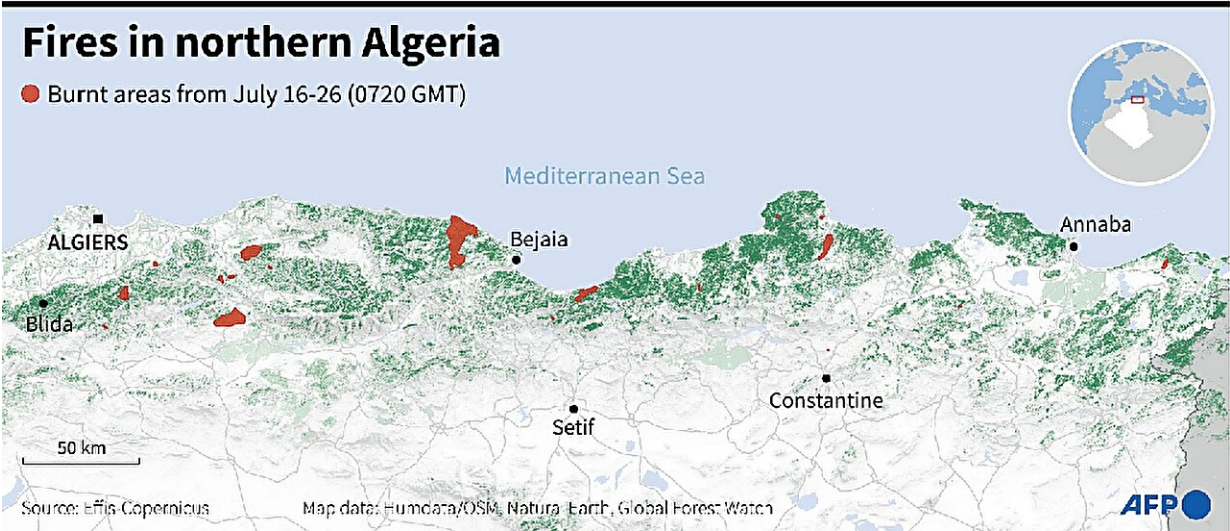 Fires in northern Algeria
Burnt areas from July 16-26 (0720 GMT)
Mediterranean Sea
ALGIERS
Bejaia
Annaba
Blida
Constantine
Setif
50 km
Source: Effis-Copernicus
Map data: Humdata/OSM, Natural Earth, Global Forest Watch
AFP